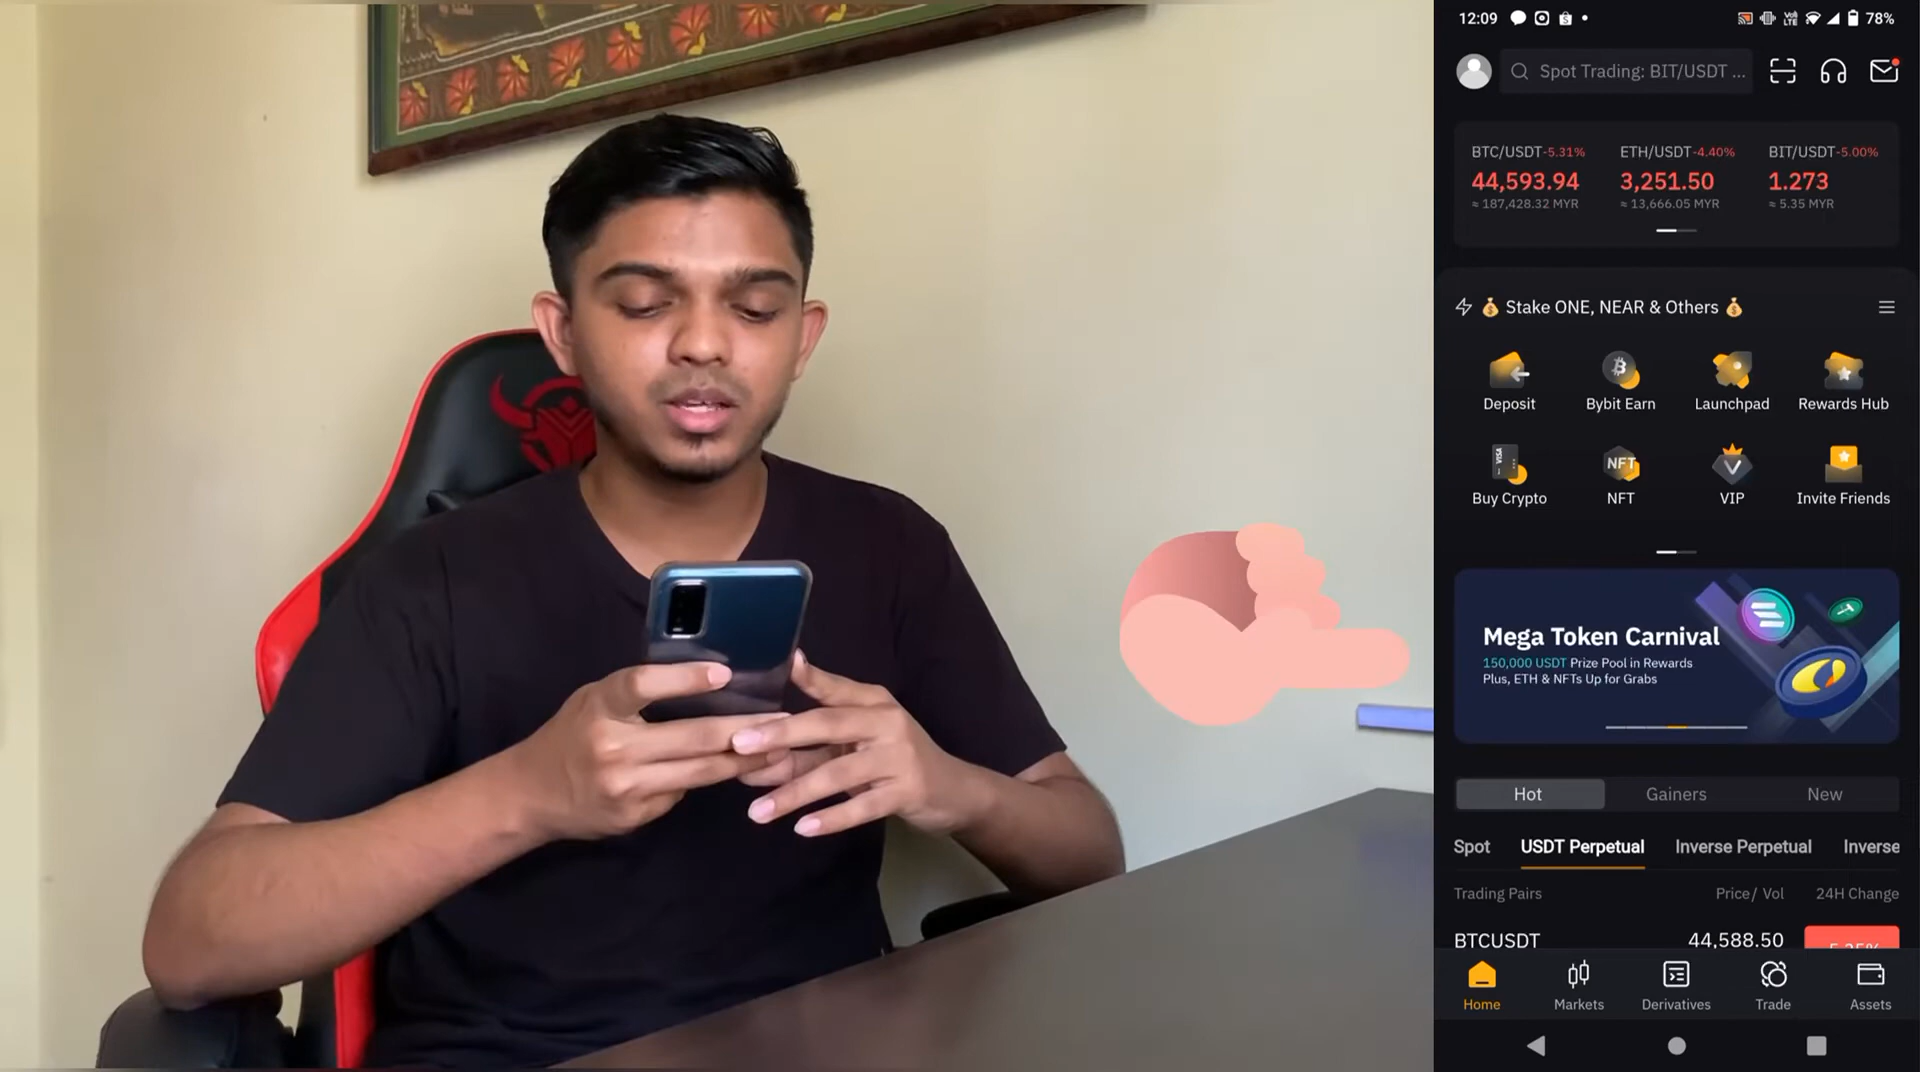 12:09
VoD LTE
78%
Spot Trading: BIT/USDT ...
BTC/USDT-5.31%
ETH/USDT-4.40%
BIT/USDT-5.00%
44,593.94
3,251.50
1.273
≈ 187,428.32 MYR
≈ 13,666.05 MYR
≈ 5.35 MYR
Stake ONE, NEAR & Others
Deposit
Bybit Earn
Launchpad
Rewards Hub
VISA
NFT
Buy Crypto
NFT
VIP
Invite Friends
Mega Token Carnival
150,000 USDT Prize Pool in Rewards
Plus, ETH & NFTs Up for Grabs
Hot
Gainers
New
Spot
USDT Perpetual
Inverse Perpetual
Inverse
Trading Pairs
Price/ Vol
24H Change
BTCUSDT
44,588.50
Home
Markets
Derivatives
Trade
Assets